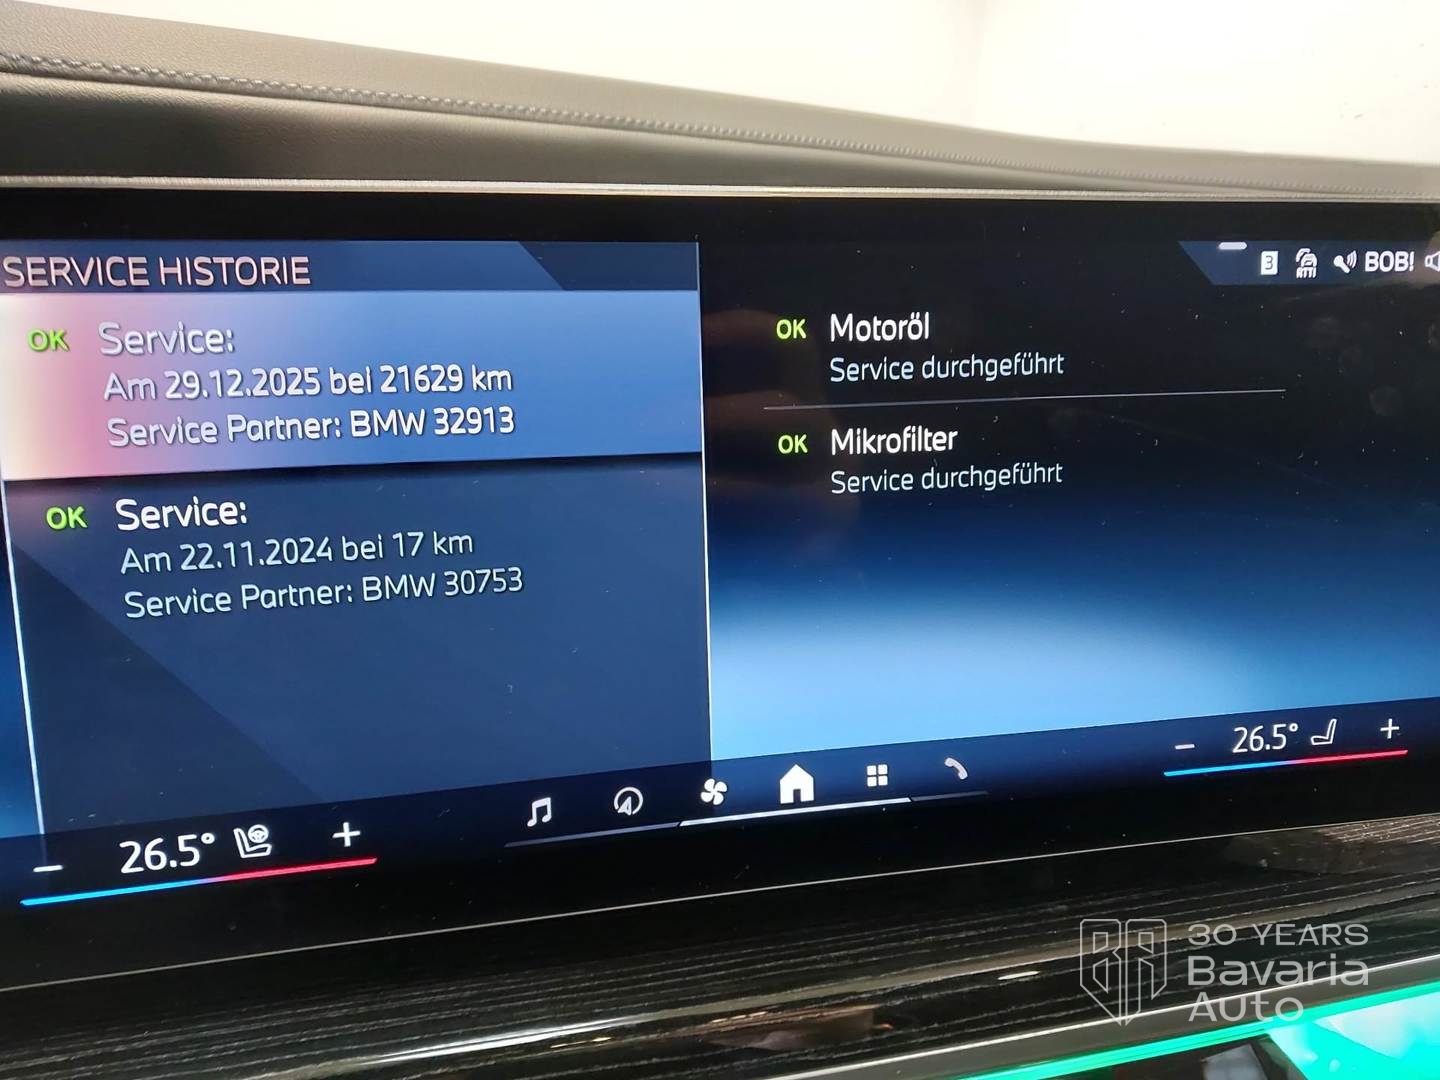 SERVICE HISTORIE
OK Service:
Am 29.12.2025 bei 21629 km
Service Partner: BMW 32913
OK Service:
Am 22.11.2024 bei 17 km
Service Partner: BMW 30753
3 RTTI BOB!
OK Motoröl
Service durchgeführt
OK Mikrofilter
Service durchgeführt
− 26.5° +
− 26.5° +
30 YEARS
Bavaria
Auto